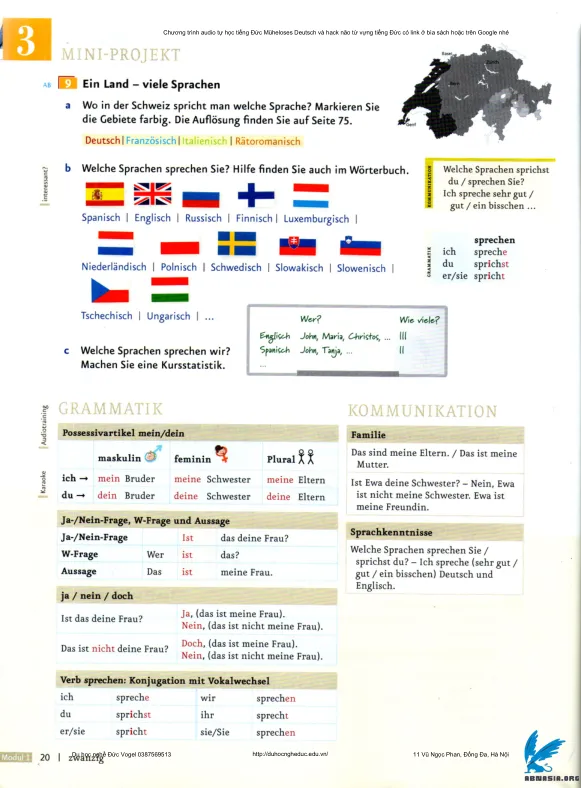 Chương trình audio tự học tiếng Đức Müheloses Deutsch và hack não từ vựng tiếng Đức có link ở bìa sách hoặc trên Google nhé
3
MINI-PROJEKT
AB 9 Ein Land – viele Sprachen
a Wo in der Schweiz spricht man welche Sprache? Markieren Sie
die Gebiete farbig. Die Auflösung finden Sie auf Seite 75.
Deutsch | Französisch | Italienisch | Rätoromanisch
Genf
interessant?
b Welche Sprachen sprechen Sie? Hilfe finden Sie auch im Wörterbuch.
Spanisch | Englisch | Russisch | Finnisch | Luxemburgisch |
Niederländisch | Polnisch | Schwedisch | Slowakisch | Slowenisch |
Tschechisch | Ungarisch | ...
KOMMUNIKATION
Welche Sprachen sprichst
du / sprechen Sie?
Ich spreche sehr gut /
gut / ein bisschen ...
GRAMMATIK
sprechen
ich spreche
du sprichst
er/sie spricht
c Welche Sprachen sprechen wir?
Machen Sie eine Kursstatistik.
Wer? Wie viele?
Englisch John, Maria, Christos, ... III
Spanisch John, Tanja, ... II
...
Audiotraining
Karaoke
GRAMMATIK
Possessivartikel mein/dein
maskulin feminin Plural
ich → mein Bruder meine Schwester meine Eltern
du → dein Bruder deine Schwester deine Eltern
Ja-/Nein-Frage, W-Frage und Aussage
Ja-/Nein-Frage Ist das deine Frau?
W-Frage Wer ist das?
Aussage Das ist meine Frau.
ja / nein / doch
Ist das deine Frau? Ja, (das ist meine Frau).
Nein, (das ist nicht meine Frau).
Das ist nicht deine Frau? Doch, (das ist meine Frau).
Nein, (das ist nicht meine Frau).
Verb sprechen: Konjugation mit Vokalwechsel
ich spreche wir sprechen
du sprichst ihr sprecht
er/sie spricht sie/Sie sprechen
KOMMUNIKATION
Familie
Das sind meine Eltern. / Das ist meine
Mutter.
Ist Ewa deine Schwester? – Nein, Ewa
ist nicht meine Schwester. Ewa ist
meine Freundin.
Sprachkenntnisse
Welche Sprachen sprechen Sie /
sprichst du? – Ich spreche (sehr gut /
gut / ein bisschen) Deutsch und
Englisch.
Modul 1 20 | zwanzig
Du học nghề Đức Vogel 0387569513
http://duhocngheduc.edu.vn/
11 Vũ Ngọc Phan, Đống Đa, Hà Nội
ABBWASIA.ORG